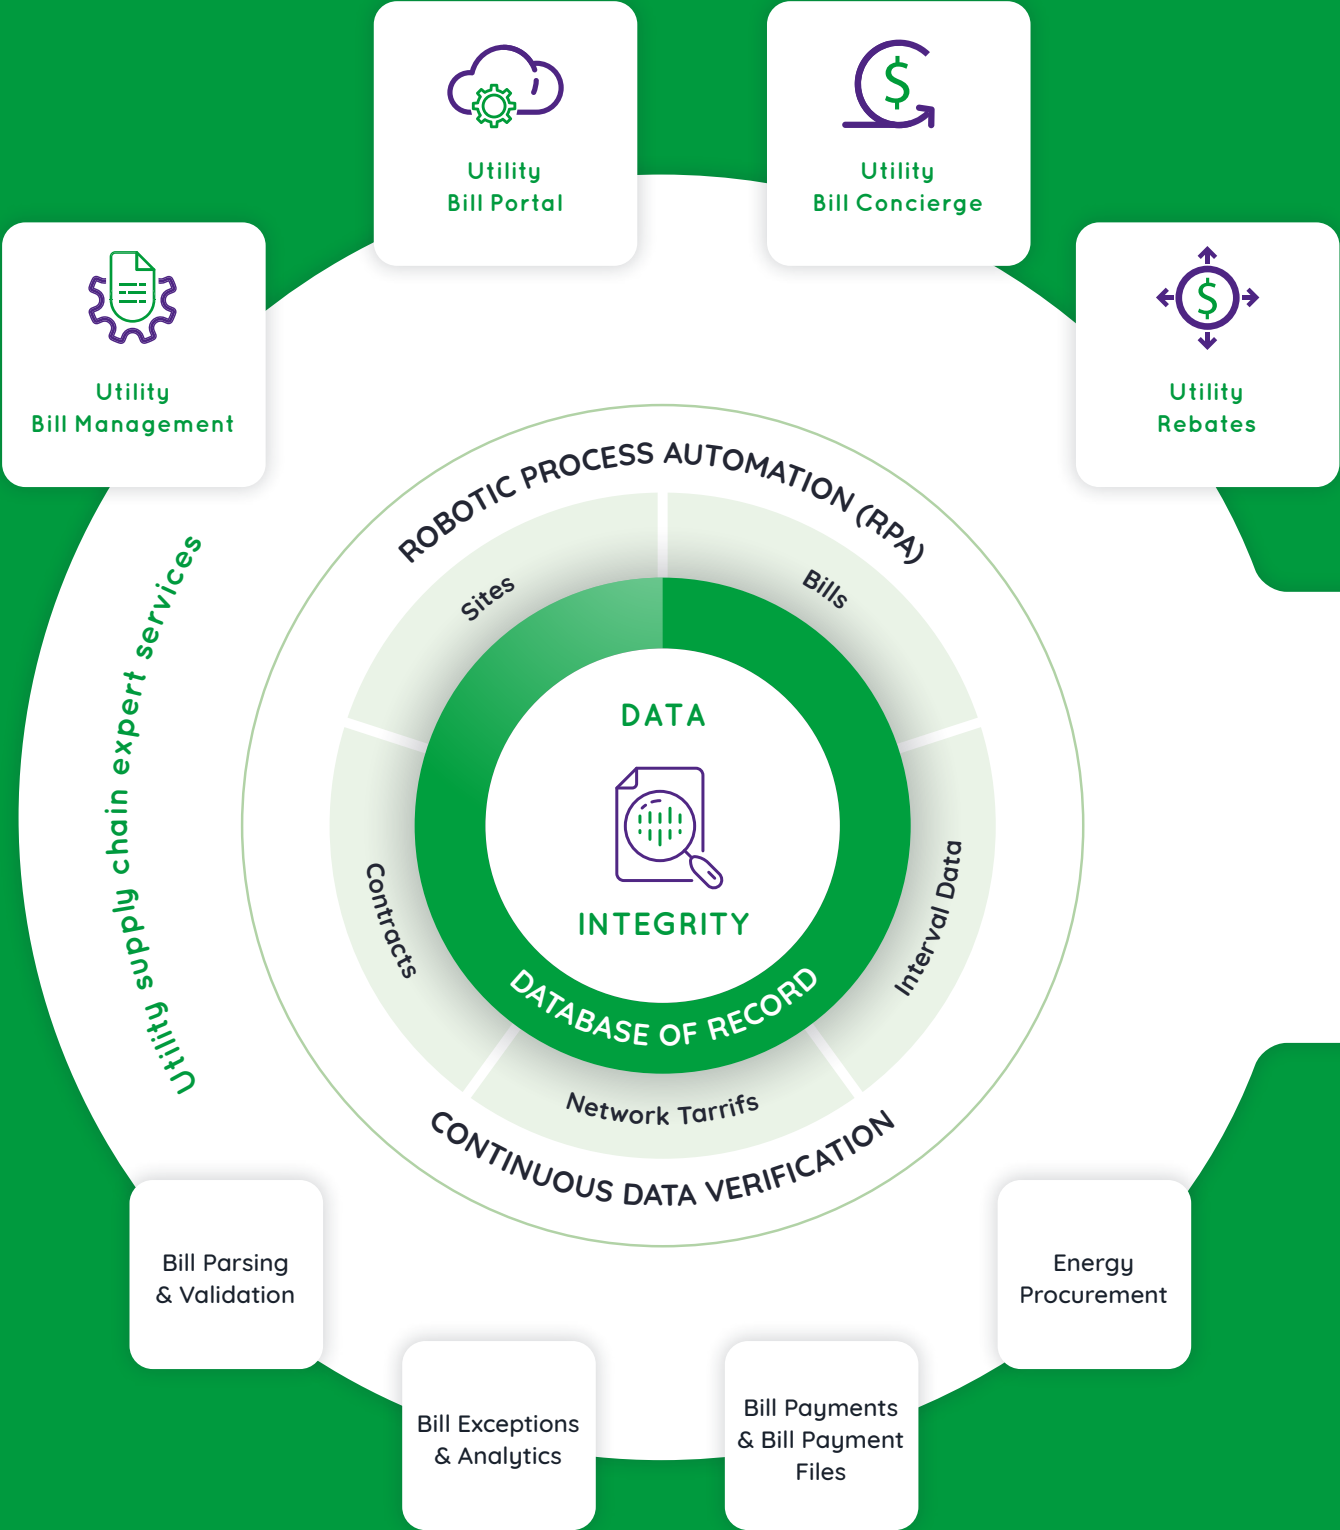 Utility
Bill Portal
Utility
Bill Concierge
Utility
Bill Management
Utility
Rebates
Utility supply chain expert services
ROBOTIC PROCESS AUTOMATION (RPA)
Sites
Bills
Contracts
Interval Data
Network Tarrifs
DATA
INTEGRITY
DATABASE OF RECORD
CONTINUOUS DATA VERIFICATION
Bill Parsing
& Validation
Energy
Procurement
Bill Exceptions
& Analytics
Bill Payments
& Bill Payment
Files